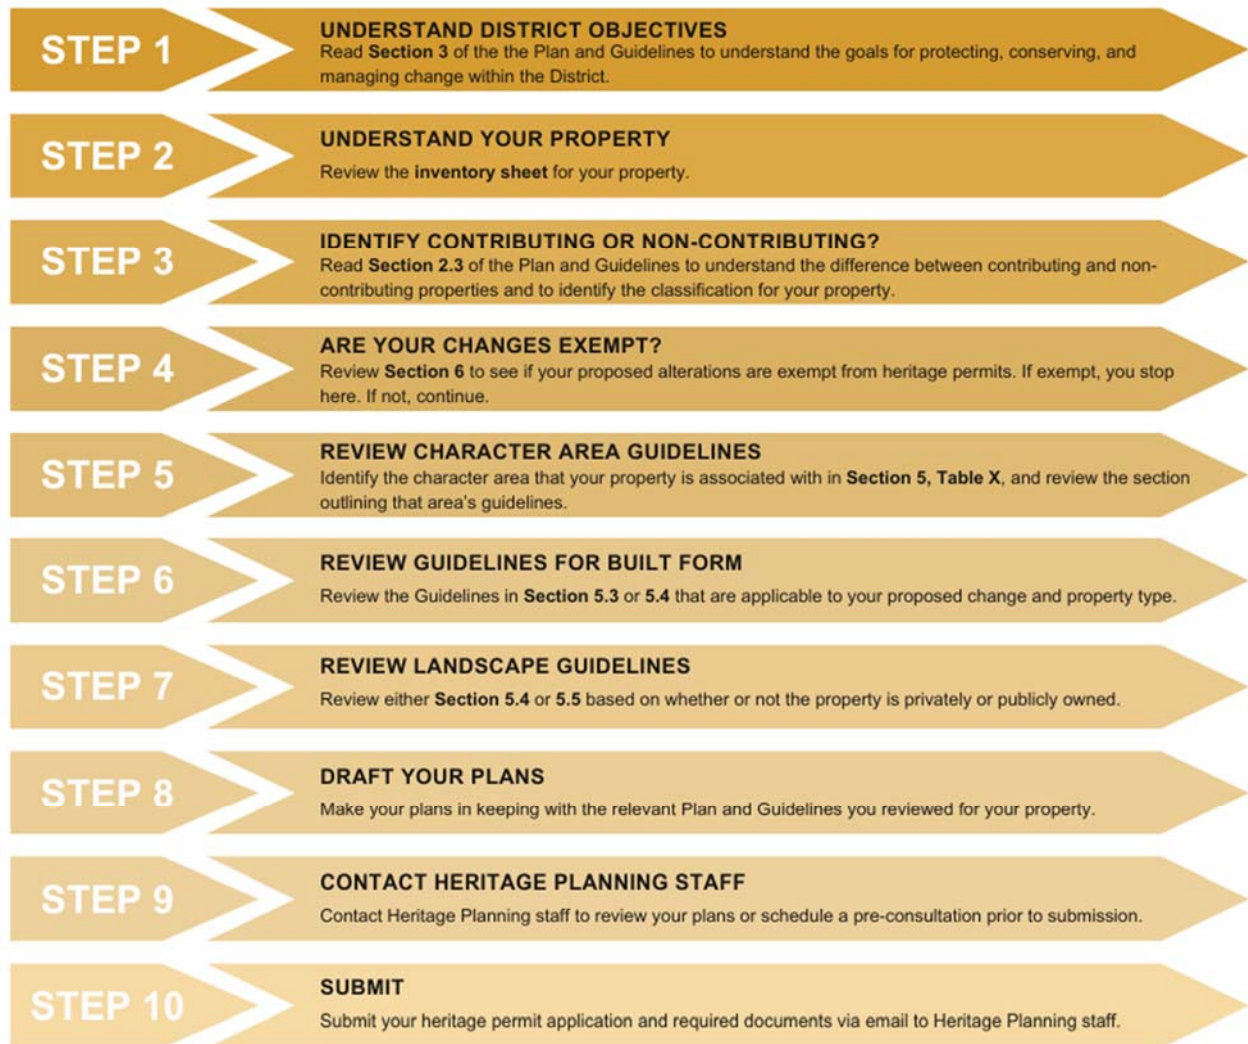 STEP 1
UNDERSTAND DISTRICT OBJECTIVES
Read Section 3 of the the Plan and Guidelines to understand the goals for protecting, conserving, and
managing change within the District.
STEP 2
UNDERSTAND YOUR PROPERTY
Review the inventory sheet for your property.
STEP 3
IDENTIFY CONTRIBUTING OR NON-CONTRIBUTING?
Read Section 2.3 of the Plan and Guidelines to understand the difference between contributing and non-
contributing properties and to identify the classification for your property.
STEP 4
ARE YOUR CHANGES EXEMPT?
Review Section 6 to see if your proposed alterations are exempt from heritage permits. If exempt, you stop
here. If not, continue.
STEP 5
REVIEW CHARACTER AREA GUIDELINES
Identify the character area that your property is associated with in Section 5, Table X, and review the section
outlining that area's guidelines.
STEP 6
REVIEW GUIDELINES FOR BUILT FORM
Review the Guidelines in Section 5.3 or 5.4 that are applicable to your proposed change and property type.
STEP 7
REVIEW LANDSCAPE GUIDELINES
Review either Section 5.4 or 5.5 based on whether or not the property is privately or publicly owned.
STEP 8
DRAFT YOUR PLANS
Make your plans in keeping with the relevant Plan and Guidelines you reviewed for your property.
STEP 9
CONTACT HERITAGE PLANNING STAFF
Contact Heritage Planning staff to review your plans or schedule a pre-consultation prior to submission.
STEP 10
SUBMIT
Submit your heritage permit application and required documents via email to Heritage Planning staff.